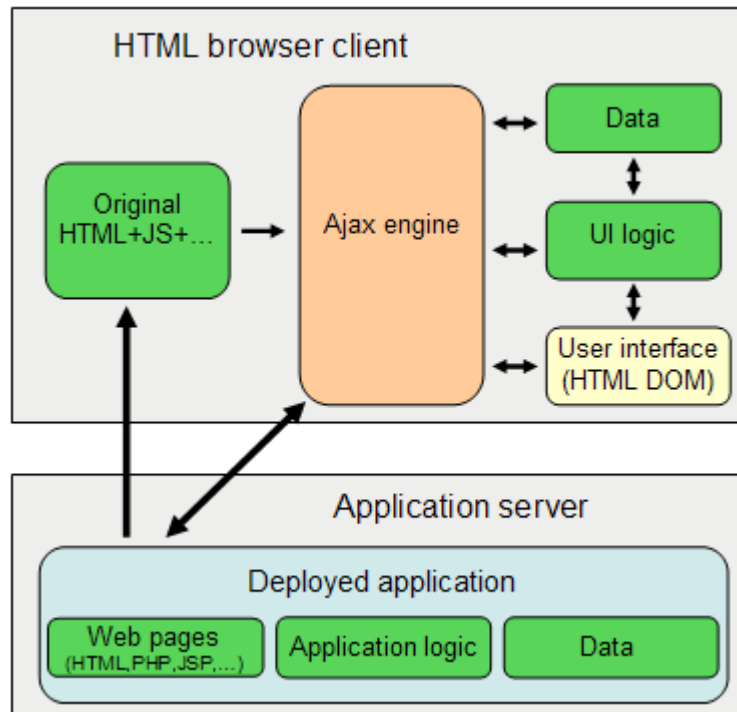 HTML browser client
Original
HTML+JS+...
Ajax engine
Data
UI logic
User interface
(HTML DOM)
Application server
Deployed application
Web pages
(HTML,PHP,JSP,...)
Application logic
Data